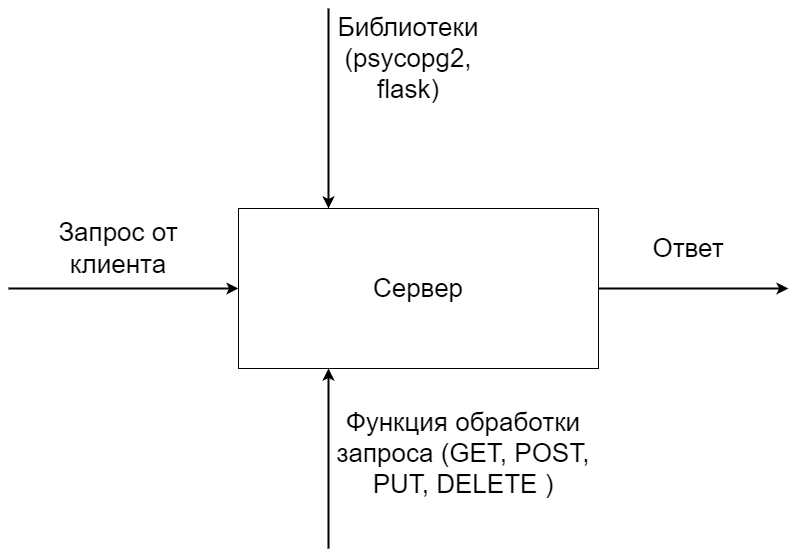 Библиотеки
(psycopg2,
flask)
Запрос от
клиента
Сервер
Ответ
Функция обработки
запроса (GET, POST,
PUT, DELETE )